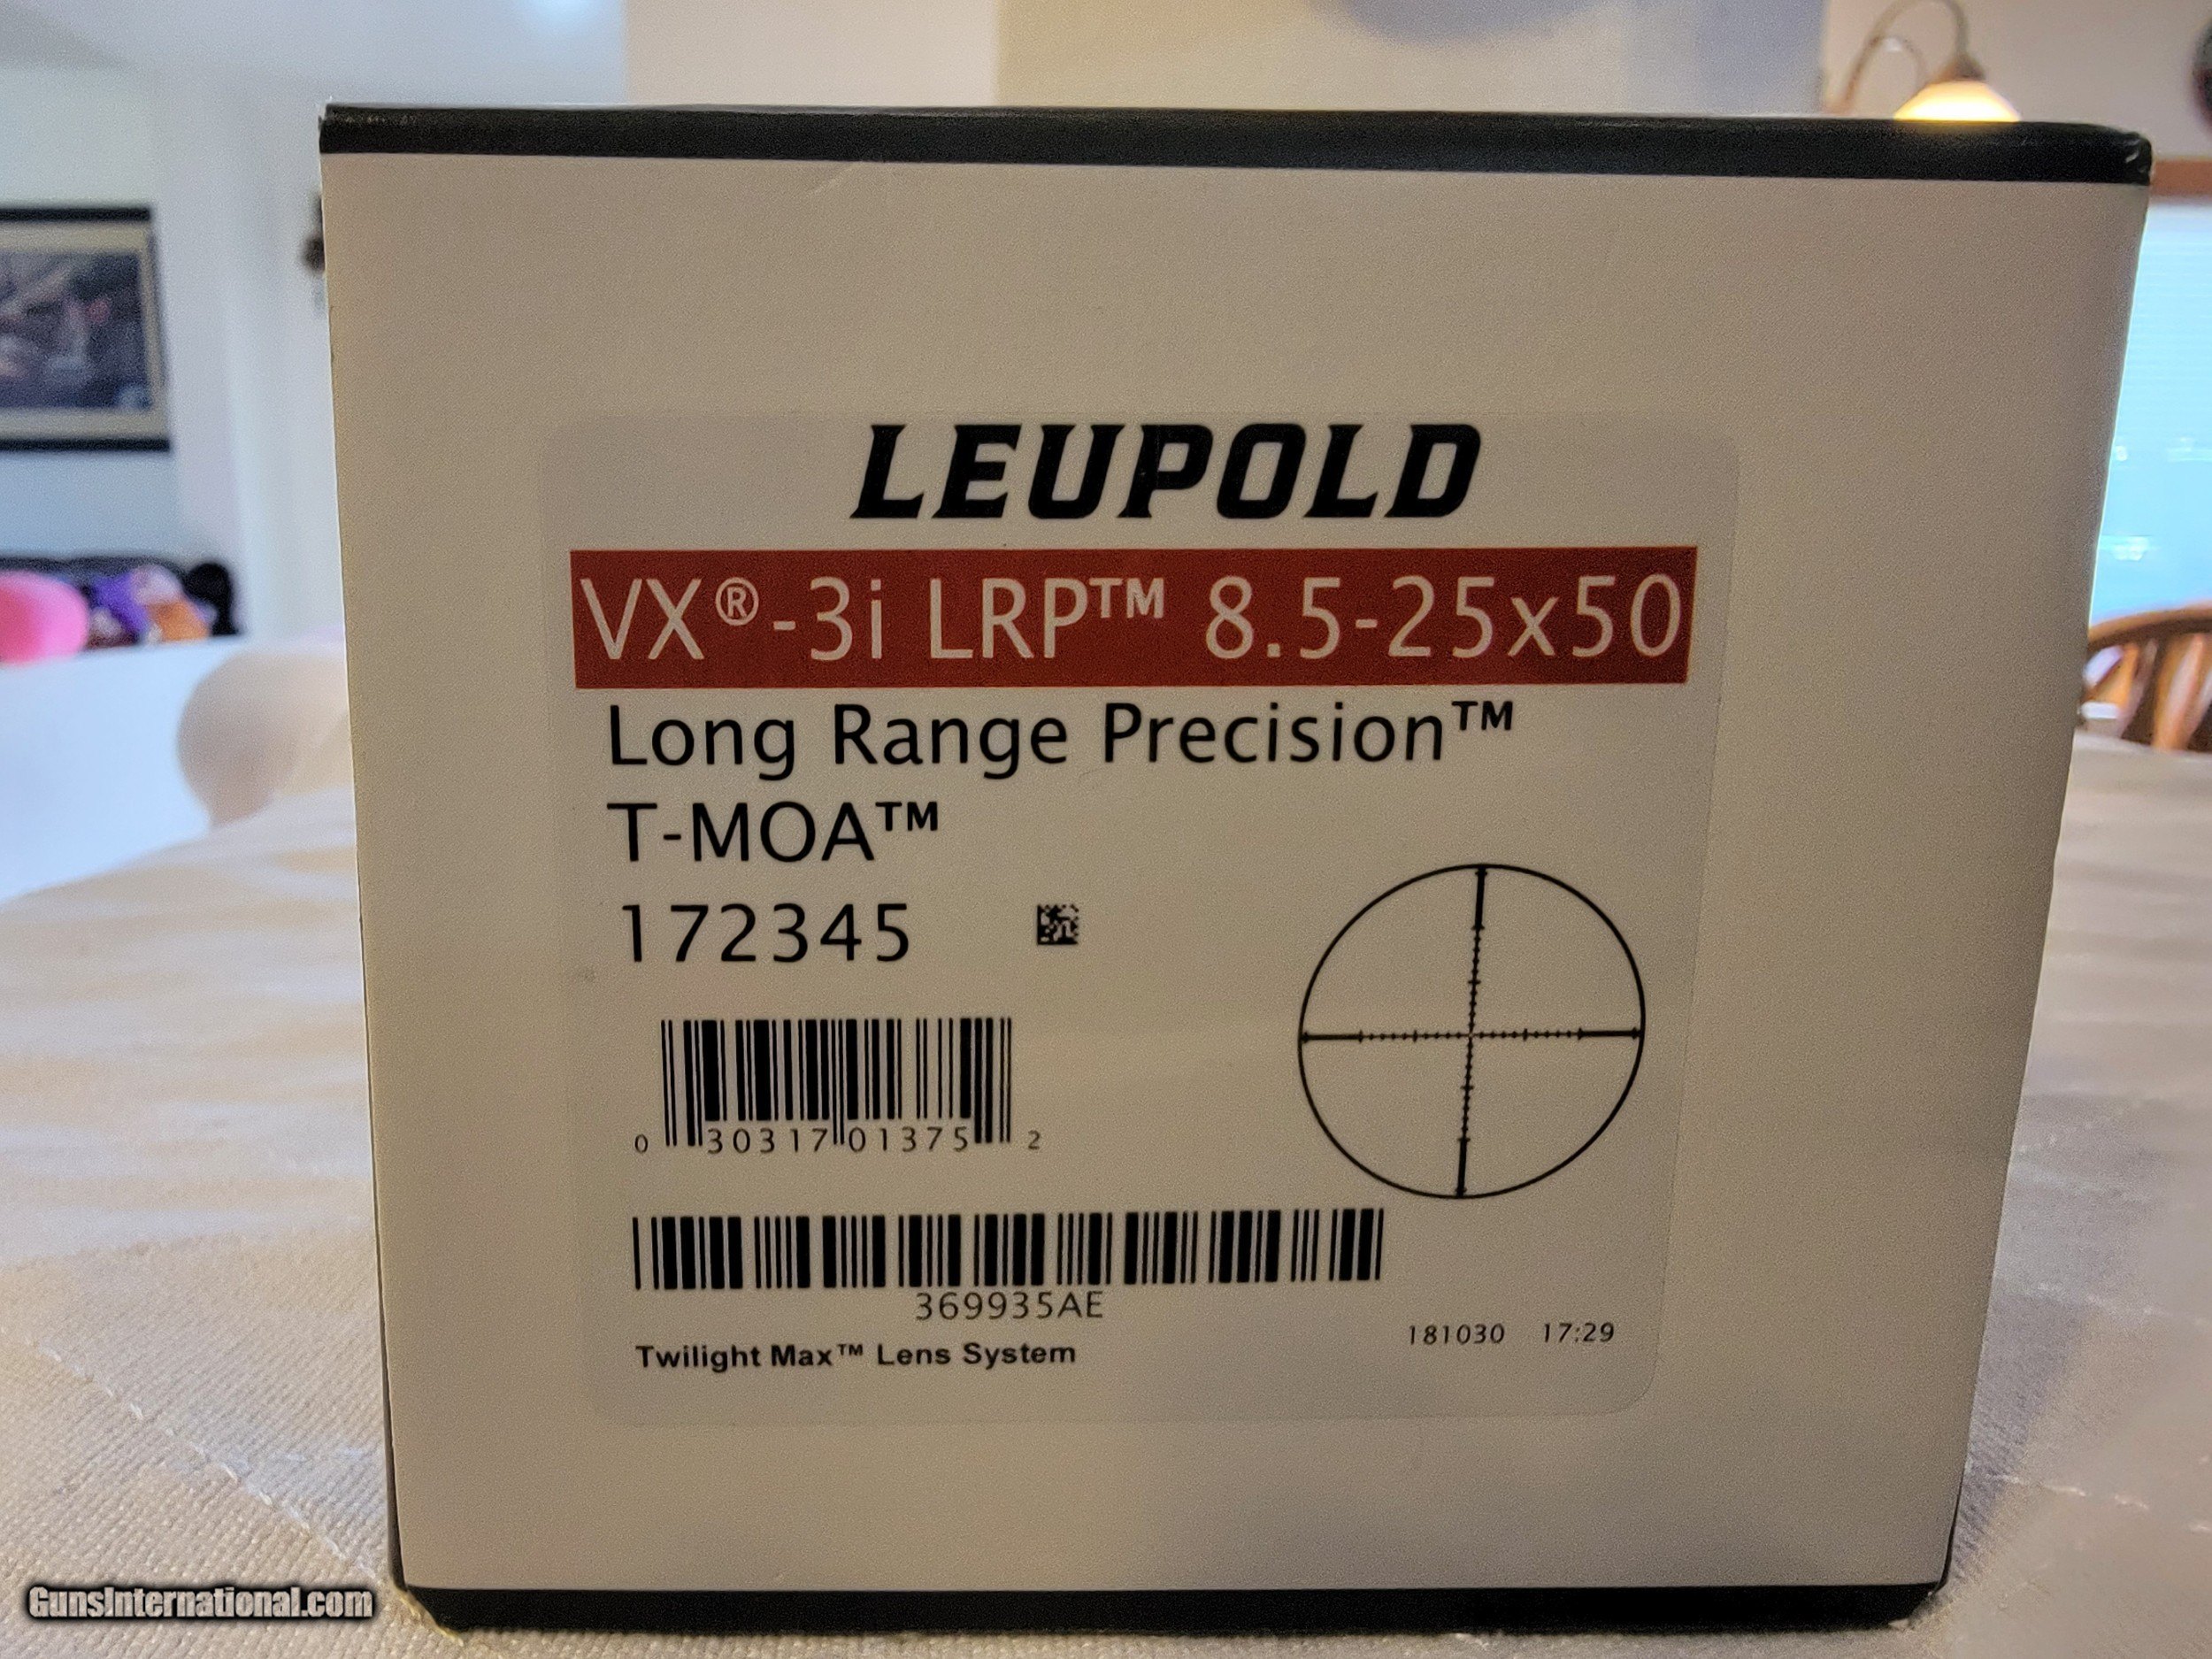 LEUPOLD
VX®-3i LRP™ 8.5-25x50
Long Range Precision™
T-MOA™
172345
0 30317 01375 2
369935AE
Twilight Max™ Lens System
181030 17:29
GunsInternational.com